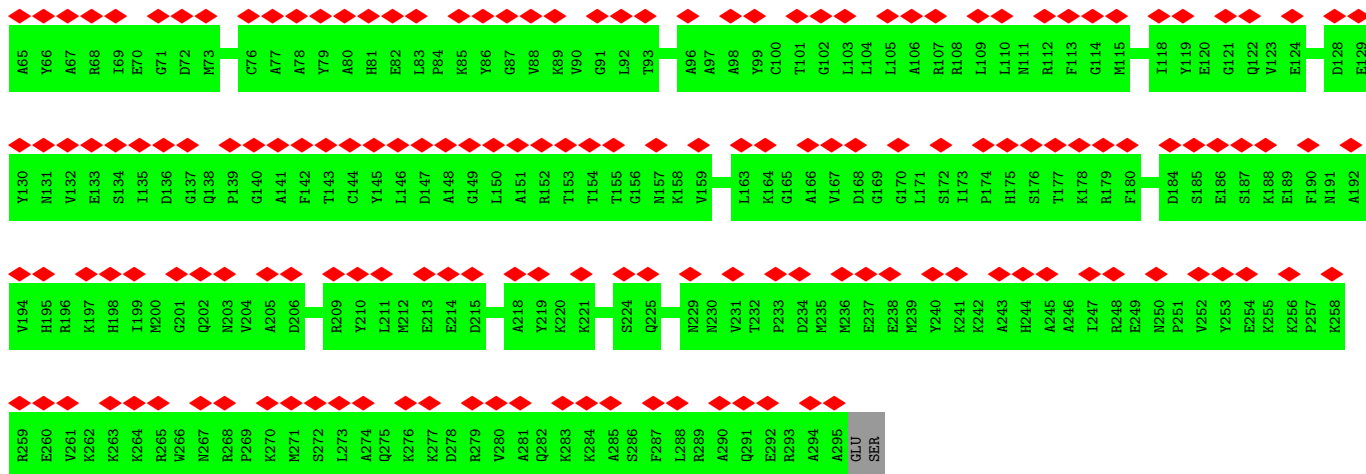 A65 Y66 A67 R68 I69 E70 G71 D72 M73 C76 A77 A78 Y79 A80 H81 E82 L83 P84 K85 Y86 G87 V88 K89 V90 G91 L92 T93 A96 A97 A98 Y99 C100 T101 G102 L103 L104 L105 A106 R107 R108 L109 L110 N111 R112 F113 G114 M115 I118 Y119 E120 G121 Q122 V123 E124 D128 E129
Y130 N131 V132 E133 S134 I135 D136 G137 Q138 P139 G140 A141 F142 T143 C144 Y145 L146 D147 A148 G149 L150 A151 R152 T153 T154 T155 G156 N157 K158 V159 L163 K164 G165 A166 V167 D168 G169 G170 L171 S172 I173 P174 H175 S176 T177 K178 R179 F180 D184 S185 E186 S187 K188 E189 F190 N191 A192
V194 H195 R196 K197 H198 I199 M200 G201 Q202 N203 V204 A205 D206 R209 Y210 L211 M212 E213 E214 D215 A218 Y219 K220 K221 S224 Q225 N229 N230 V231 T232 P233 D234 M235 M236 E237 E238 M239 Y240 K241 K242 A243 H244 A245 A246 I247 R248 E249 N250 P251 V252 Y253 E254 K255 K256 P257 K258
R259 E260 V261 K262 K263 K264 R265 W266 N267 R268 P269 K270 M271 S272 L273 A274 Q275 K276 K277 D278 R279 V280 A281 Q282 K283 K284 A285 S286 F287 L288 R289 A290 Q291 E292 R293 A294 A295 GLU SER